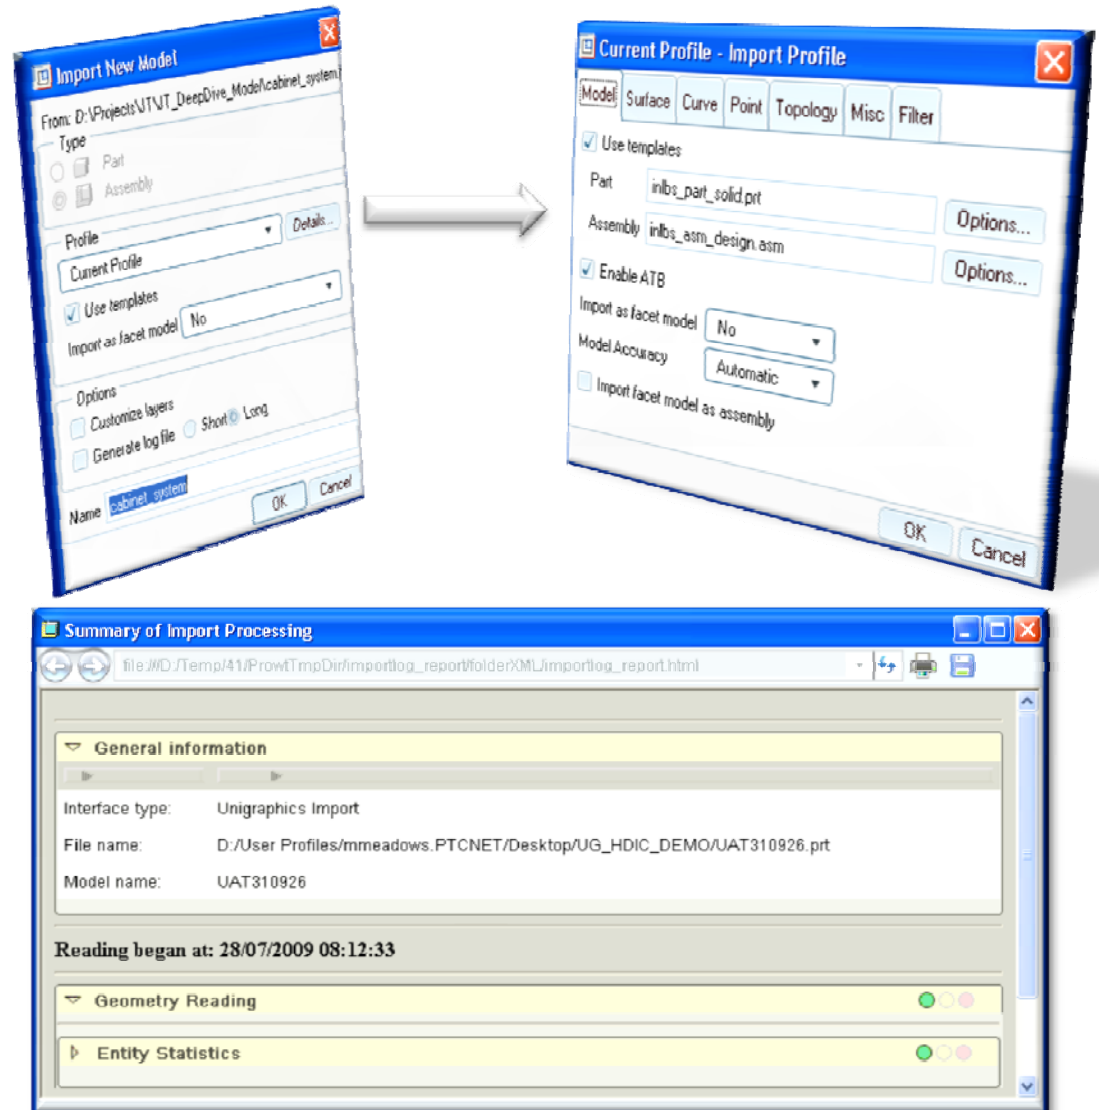 Import New Model
From: D:\Projects\JT\JT_DeepDive_Model\cabinet_system.
Type
Part
Assembly
Profile
Current Profile
Details...
Use templates
Import as facet model No
Options
Customize layers
Generate log file Short Long
Name cabinet_system
OK Cancel
Current Profile - Import Profile
Model Surface Curve Point Topology Misc Filter
Use templates
Part inlbs_part_solid.prt Options...
Assembly inlbs_asm_design.asm Options...
Enable ATB
Import as facet model No
Model Accuracy Automatic
Import facet model as assembly
OK Cancel
Summary of Import Processing
file:///D:/Temp/41/ProwtTmpDir/importlog_report/folderXML/importlog_report.html
General information
Interface type: Unigraphics Import
File name: D:/User Profiles/mmeadows.PTCNET/Desktop/UG_HDIC_DEMO/UAT310926.prt
Model name: UAT310926
Reading began at: 28/07/2009 08:12:33
Geometry Reading
Entity Statistics